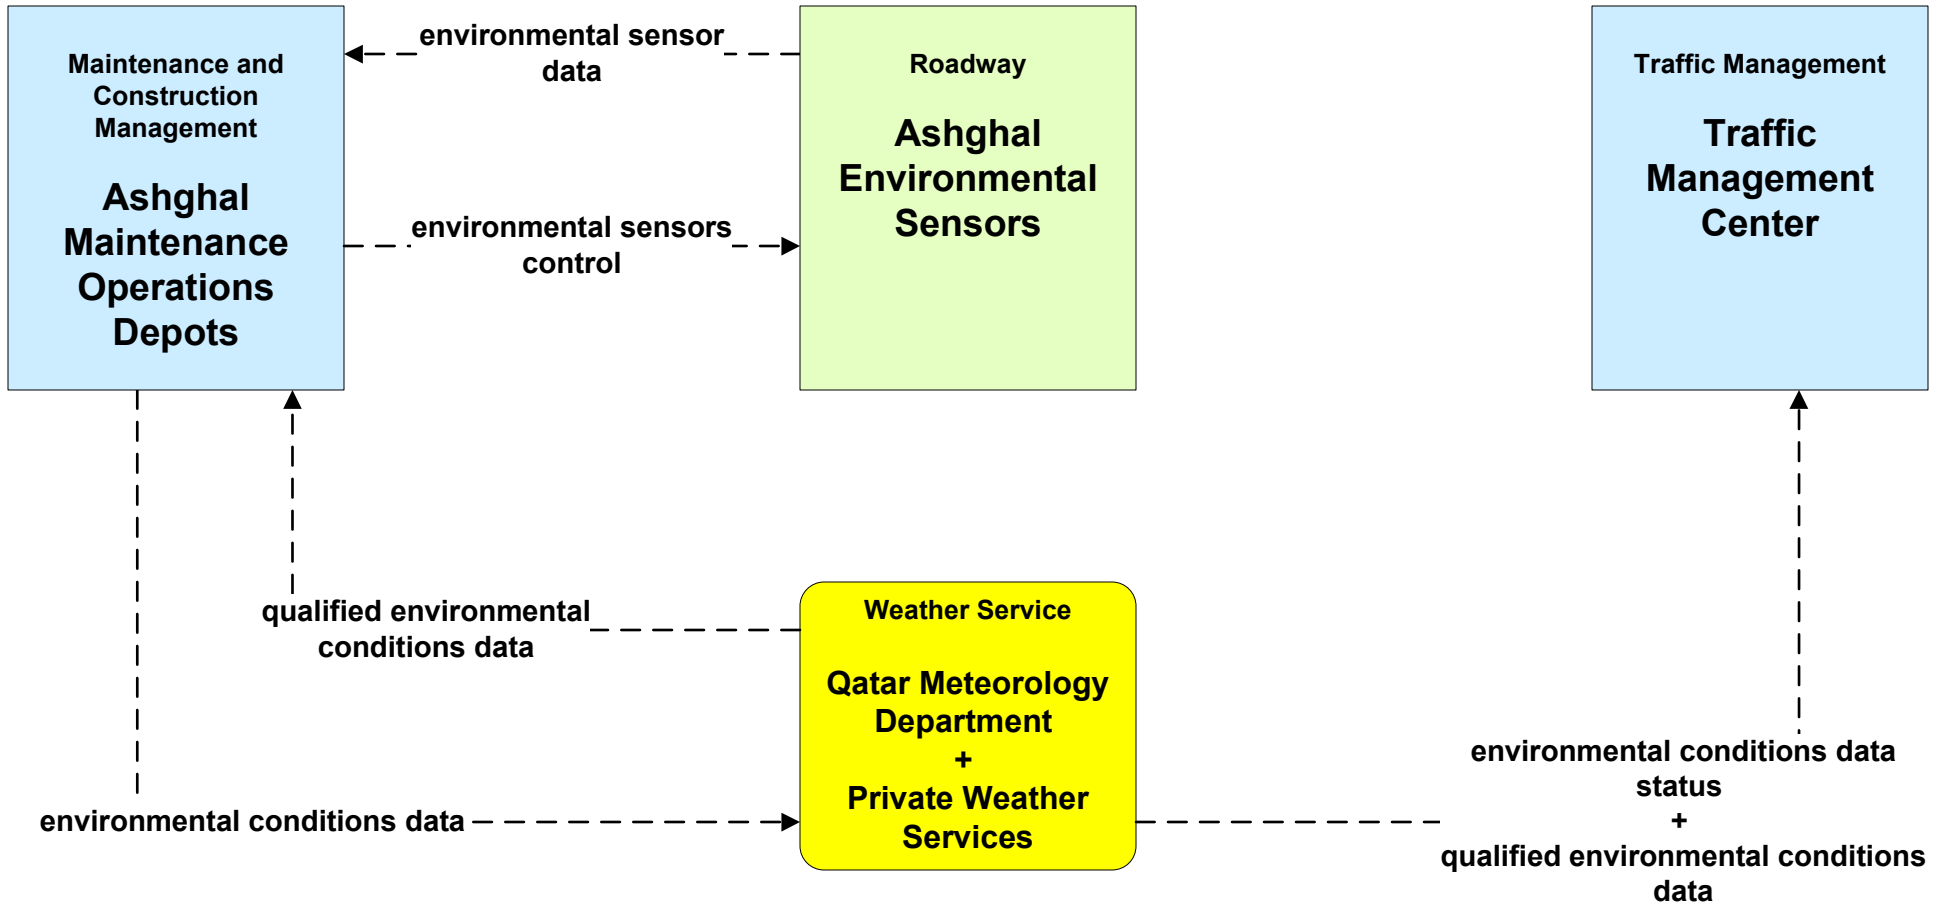 Maintenance and
Construction
Management
Ashghal
Maintenance
Operations
Depots
environmental sensor
data
environmental sensors
control
Roadway
Ashghal
Environmental
Sensors
Traffic Management
Traffic
Management
Center
qualified environmental
conditions data
environmental conditions data
Weather Service
Qatar Meteorology
Department
+
Private Weather
Services
environmental conditions data
status
+
qualified environmental conditions
data